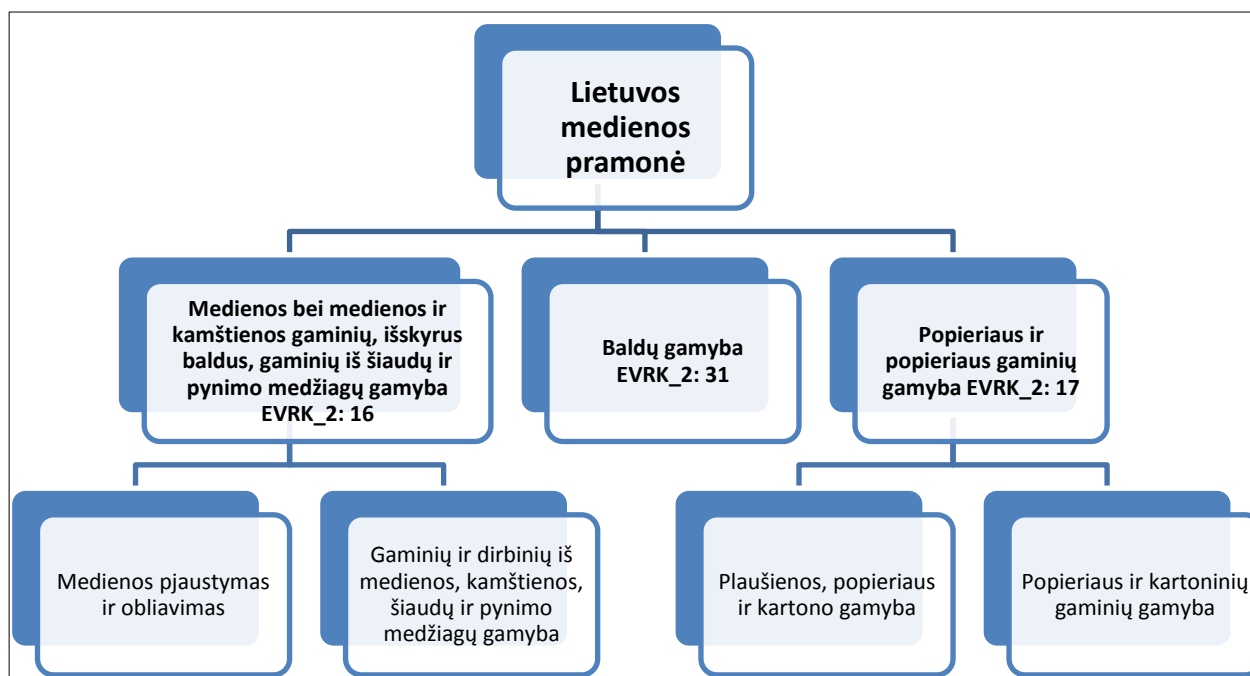 Lietuvos
medienos
pramonė
Medienos bei medienos ir
kamštienos gaminių, išskyrus
baldus, gaminių iš šiaudų ir
pynimo medžiagų gamyba
EVRK_2: 16
Baldų gamyba
EVRK_2: 31
Popieriaus ir
popieriaus gaminių
gamyba EVRK_2: 17
Medienos pjaustymas
ir obliavimas
Gaminių ir dirbinių iš
medienos, kamštienos,
šiaudų ir pynimo
medžiagų gamyba
Plaušienos, popieriaus
ir kartono gamyba
Popieriaus ir kartoninių
gaminių gamyba